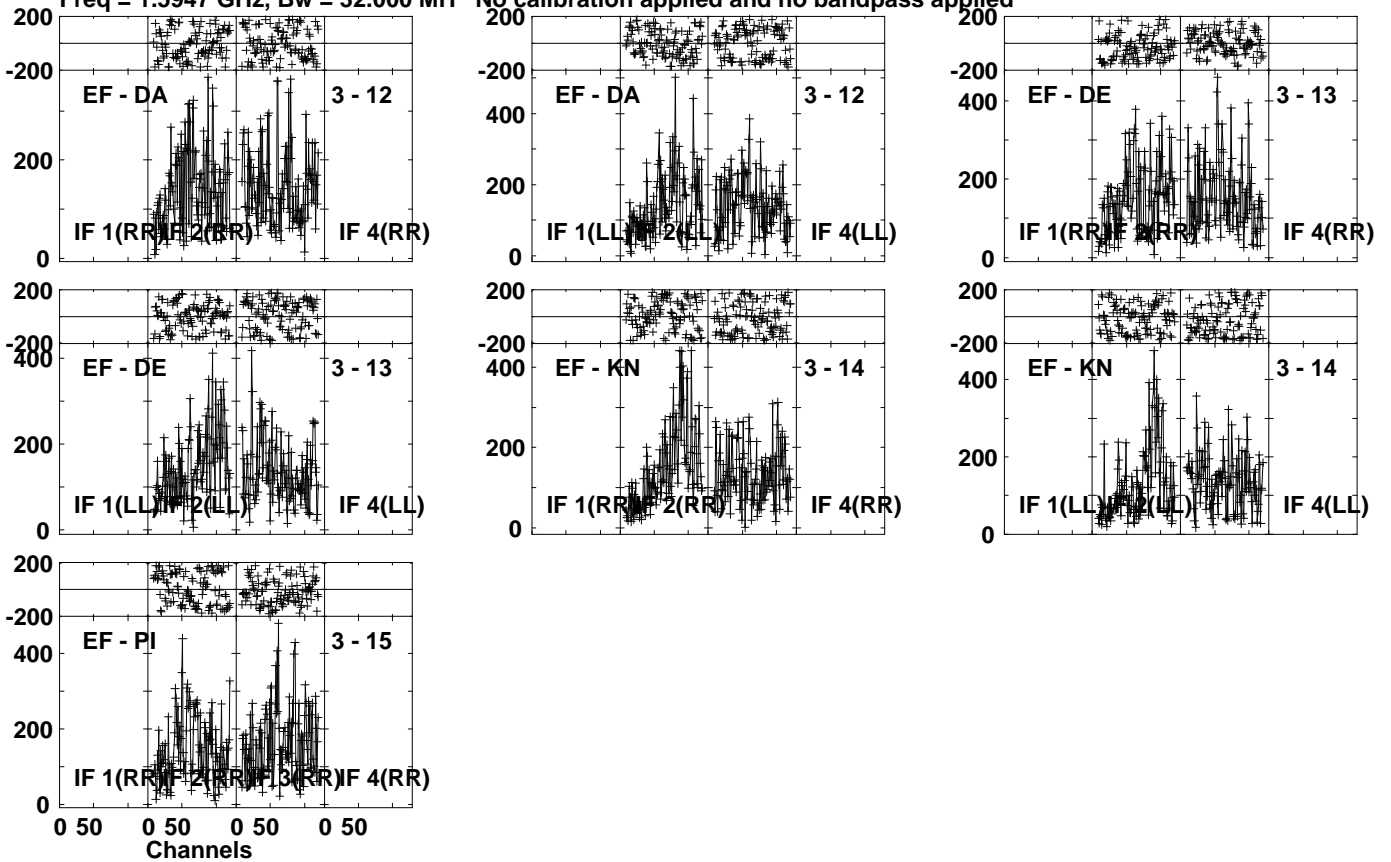 Freq = 1.5947 GHz, Bw = 32.000 MH No calibration applied and no bandpass applied
200
-200
EF - DA 3 - 12
200
0
IF 1(RR) IF 2(RR) IF 4(RR)
200
-200
EF - DA 3 - 12
400
200
0
IF 1(LL) IF 2(LL) IF 4(LL)
200
-200
EF - DE 3 - 13
400
200
0
IF 1(RR) IF 2(RR) IF 4(RR)
200
-200
EF - DE 3 - 13
400
200
0
IF 1(LL) IF 2(LL) IF 4(LL)
200
-200
EF - KN 3 - 14
400
200
0
IF 1(RR) IF 2(RR) IF 4(RR)
200
-200
EF - KN 3 - 14
400
200
0
IF 1(LL) IF 2(LL) IF 4(LL)
200
-200
EF - PI 3 - 15
400
200
0
IF 1(RR) IF 2(RR) IF 3(RR) IF 4(RR)
0 50 0 50 0 50 0 50
Channels